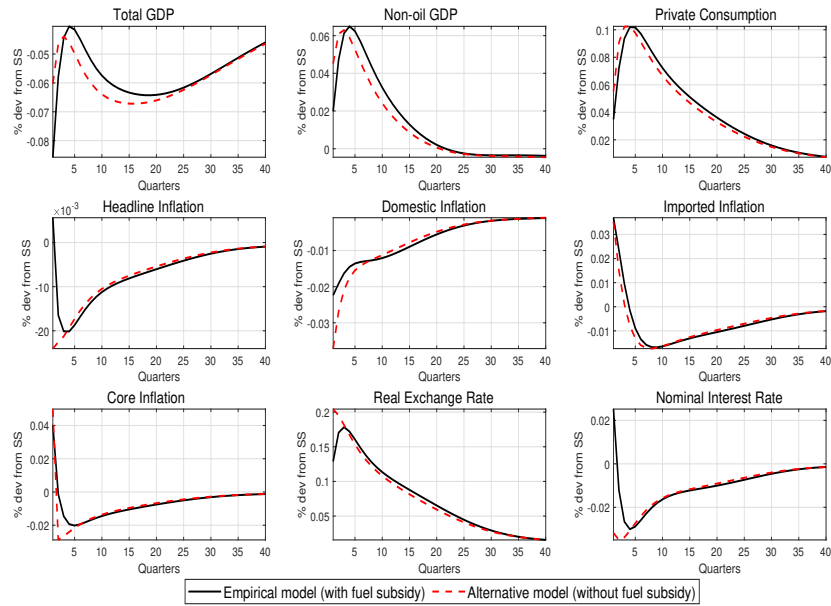 Total GDP
% dev from SS
-0.05
-0.06
-0.07
-0.08
5 10 15 20 25 30 35 40
Quarters
Non-oil GDP
% dev from SS
0.06
0.04
0.02
0
5 10 15 20 25 30 35 40
Quarters
Private Consumption
% dev from SS
0.1
0.08
0.06
0.04
0.02
5 10 15 20 25 30 35 40
Quarters
Headline Inflation
×10⁻³
% dev from SS
0
-10
-20
5 10 15 20 25 30 35 40
Quarters
Domestic Inflation
% dev from SS
-0.01
-0.02
-0.03
5 10 15 20 25 30 35 40
Quarters
Imported Inflation
% dev from SS
0.03
0.02
0.01
0
-0.01
5 10 15 20 25 30 35 40
Quarters
Core Inflation
% dev from SS
0.04
0.02
0
-0.02
5 10 15 20 25 30 35 40
Quarters
Real Exchange Rate
% dev from SS
0.2
0.15
0.1
0.05
5 10 15 20 25 30 35 40
Quarters
Nominal Interest Rate
% dev from SS
0.02
0
-0.02
5 10 15 20 25 30 35 40
Quarters
Empirical model (with fuel subsidy) Alternative model (without fuel subsidy)